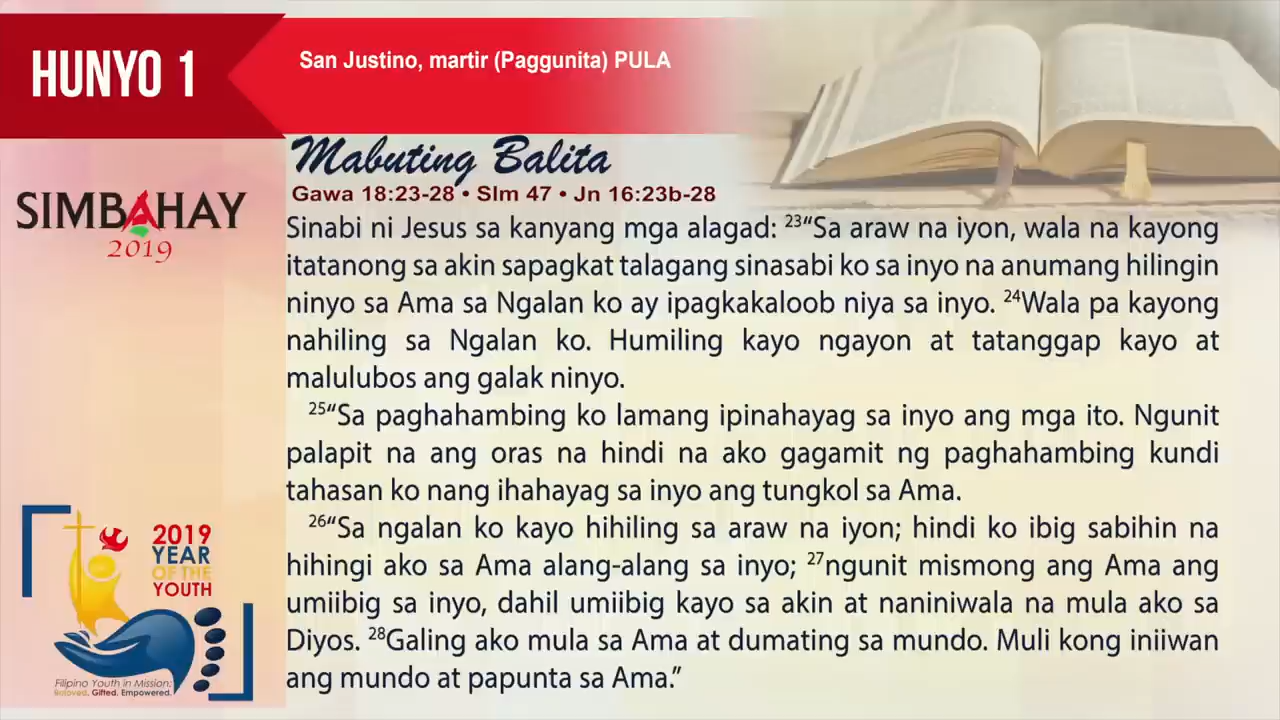 HUNYO 1
San Justino, martir (Paggunita) PULA
Mabuting Balita
Gawa 18:23-28 • Slm 47 • Jn 16:23b-28
SIMBAHAY
2019
Sinabi ni Jesus sa kanyang mga alagad: 23“Sa araw na iyon, wala na kayong
itatanong sa akin sapagkat talagang sinasabi ko sa inyo na anumang hilingin
ninyo sa Ama sa Ngalan ko ay ipagkakaloob niya sa inyo. 24Wala pa kayong
nahiling sa Ngalan ko. Humiling kayo ngayon at tatanggap kayo at
malulubos ang galak ninyo.
25“Sa paghahambing ko lamang ipinahayag sa inyo ang mga ito. Ngunit
palapit na ang oras na hindi na ako gagamit ng paghahambing kundi
tahasan ko nang ihahayag sa inyo ang tungkol sa Ama.
26“Sa ngalan ko kayo hihiling sa araw na iyon; hindi ko ibig sabihin na
hihingi ako sa Ama alang-alang sa inyo; 27ngunit mismong ang Ama ang
umiibig sa inyo, dahil umiibig kayo sa akin at naniniwala na mula ako sa
Diyos. 28Galing ako mula sa Ama at dumating sa mundo. Muli kong iniiwan
ang mundo at papunta sa Ama.”
2019
YEAR
OF THE
YOUTH
Filipino Youth in Mission:
Beloved. Gifted. Empowered.